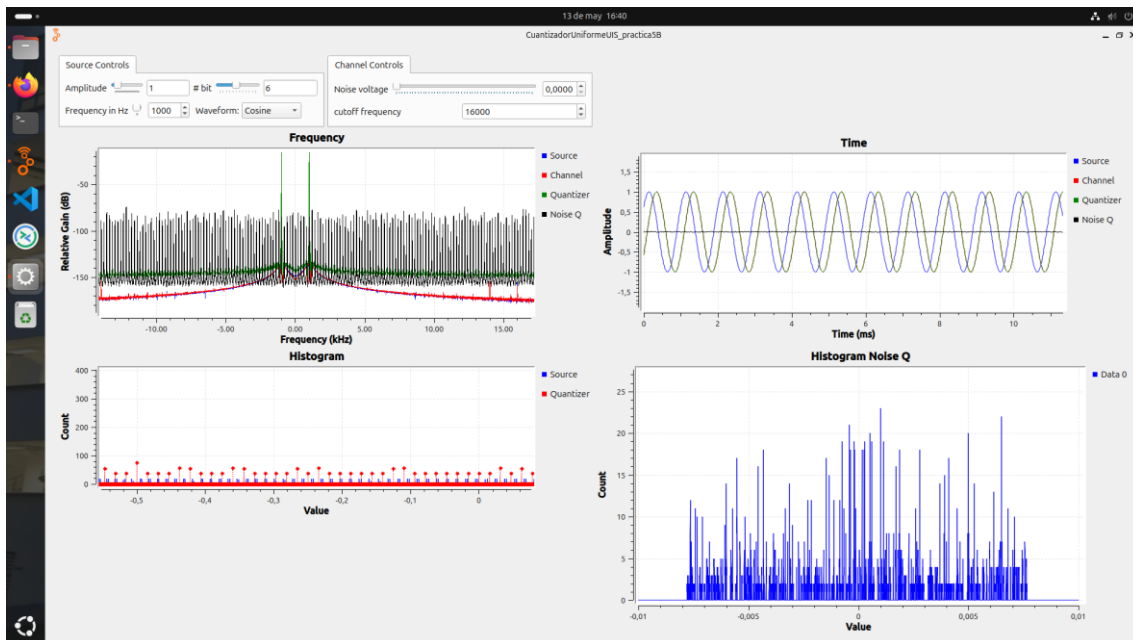 13 de may 16:40
CuantizadorUniformeUIS_practica5B
Source Controls
Amplitude 1 # bit 6
Frequency in Hz 1000 Waveform: Cosine
Channel Controls
Noise voltage 0,0000
cutoff frequency 16000
Frequency
Relative Gain (dB)
-50
-100
-150
-10.00 -5.00 0.00 5.00 10.00 15.00
Frequency (kHz)
Source
Channel
Quantizer
Noise Q
Time
Amplitude
1,5
1
0,5
0
-0,5
-1
-1,5
0 2 4 6 8 10
Time (ms)
Source
Channel
Quantizer
Noise Q
Histogram
Count
400
300
200
100
0
-0,5 -0,4 -0,3 -0,2 -0,1 0
Value
Source
Quantizer
Histogram Noise Q
Count
25
20
15
10
5
0
-0,01 -0,005 0 0,005 0,01
Value
Data 0